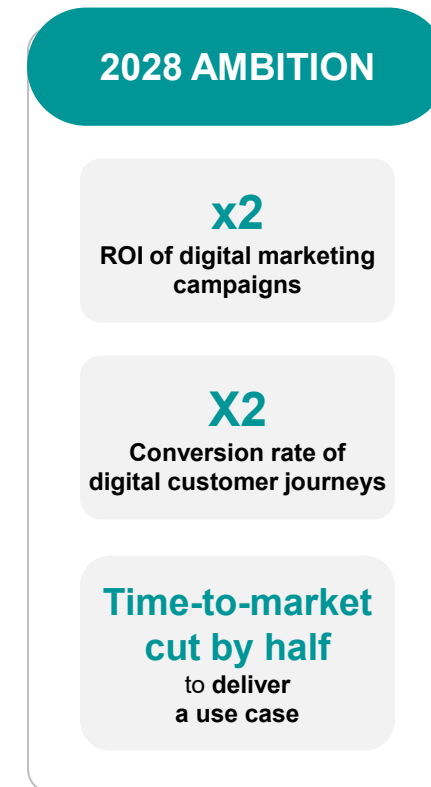 2028 AMBITION
x2
ROI of digital marketing
campaigns
X2
Conversion rate of
digital customer journeys
Time-to-market
cut by half
to deliver
a use case